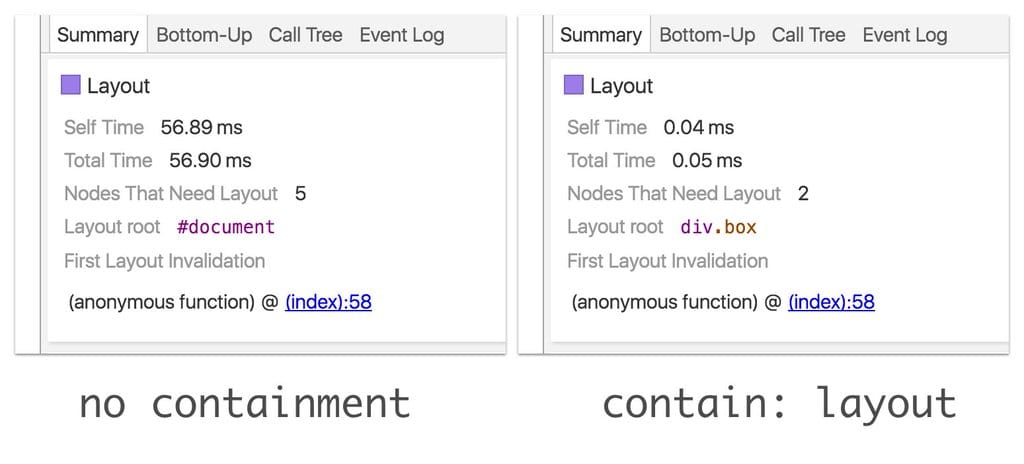 Summary Bottom-Up Call Tree Event Log
Layout
Self Time 56.89 ms
Total Time 56.90 ms
Nodes That Need Layout 5
Layout root #document
First Layout Invalidation
(anonymous function) @ (index):58
no containment
Summary Bottom-Up Call Tree Event Log
Layout
Self Time 0.04 ms
Total Time 0.05 ms
Nodes That Need Layout 2
Layout root div.box
First Layout Invalidation
(anonymous function) @ (index):58
contain: layout